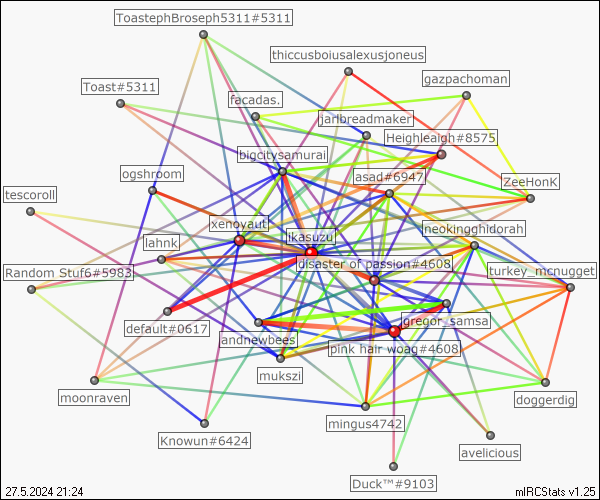 ToastephBroseph5311#5311
thiccusboiusalexusjoneus
gazpachoman
Toast#5311
facadas.
jarlbreadmaker
Heighleigh#8575
bigcitysamurai
ogshroom
asad#6947
ZeeHonK
tescoroll
xenoyaut
ikasuzu
neokingghidorah
lahnk
disaster of passion#4608
Random Stuf6#5983
turkey_mcnugget
default#0617
gregor_samsa
andnewbees
pink hair woag#4608
mukszi
moonraven
doggerdig
mingus4742
Knowun#6424
avelicious
Duck™#9103
27.5.2024 21:24
mIRCStats v1.25